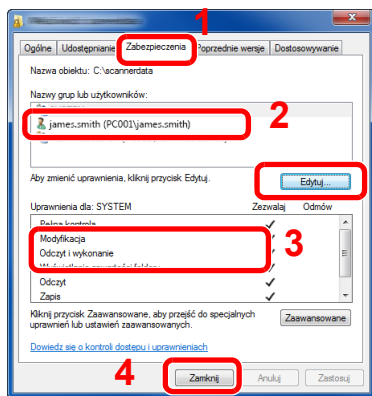 1
Ogólne Udostępnianie Zabezpieczenia Poprzednie wersje Dostosowywanie
Nazwa obiektu: C:\scannerdata
Nazwy grup lub użytkowników:
2
james.smith (PC001\james.smith)
Aby zmienić uprawnienia, kliknij przycisk Edytuj.
Edytuj...
Uprawnienia dla: SYSTEM Zezwalaj Odmów
Pełna kontrola
Modyfikacja
3
Odczyt i wykonanie
Odczyt
Zapis
Kliknij przycisk Zaawansowane, aby przejść do specjalnych
uprawnień lub ustawień zaawansowanych.
Zaawansowane
Dowiedz się o kontroli dostępu i uprawnieniach
4
Zamknij Anuluj Zastosuj